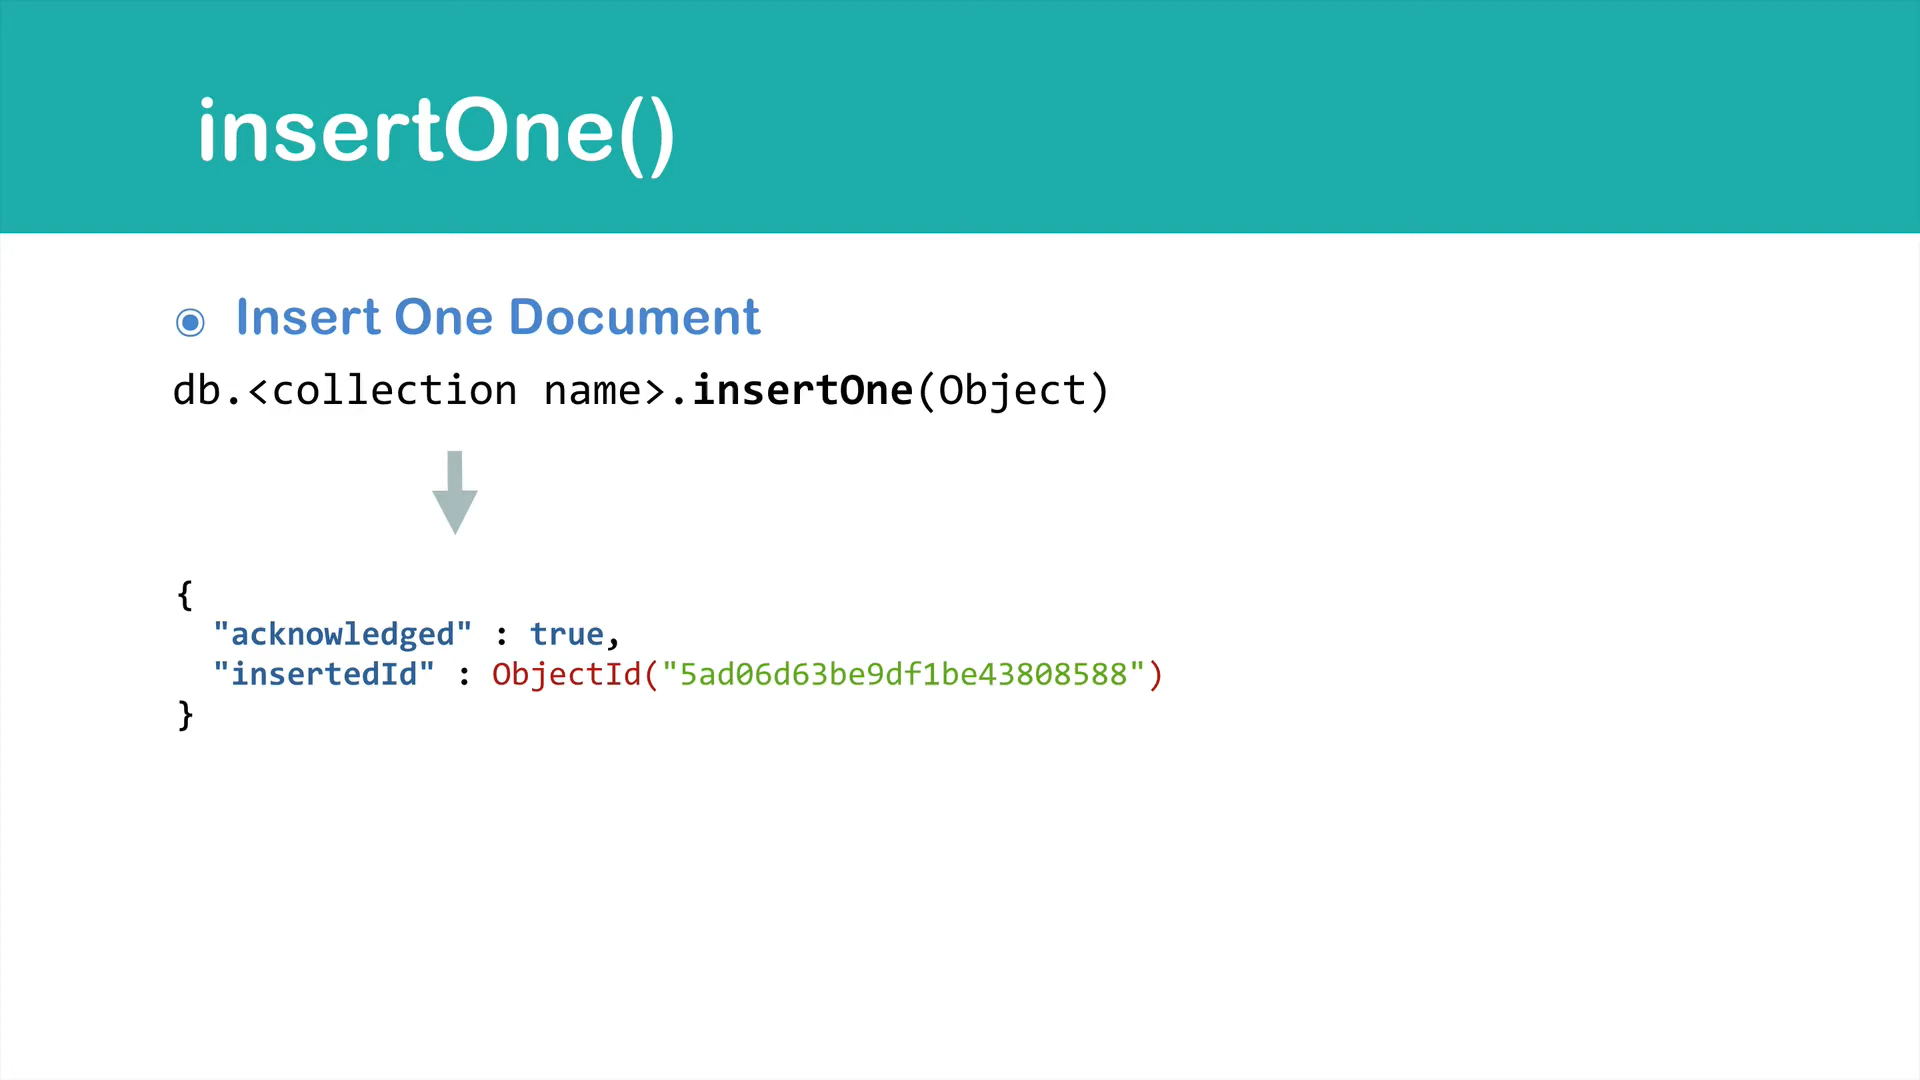 insertOne()
Insert One Document
db.<collection name>.insertOne(Object)
{
"acknowledged" : true,
"insertedId" : ObjectId("5ad06d63be9df1be43808588")
}